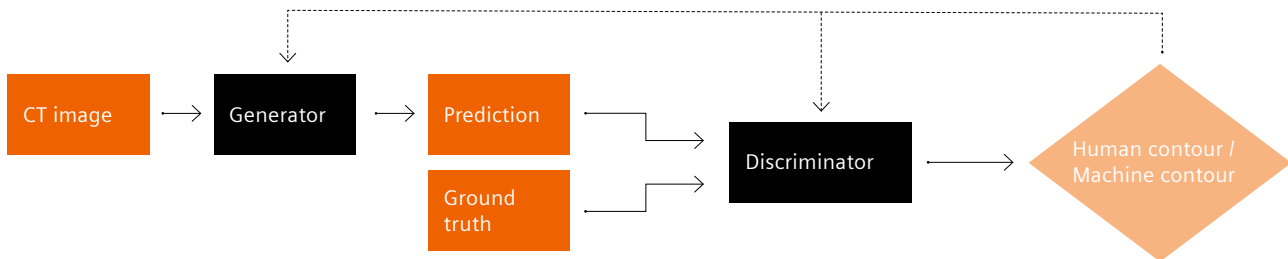 CT image
Generator
Prediction
Ground
truth
Discriminator
Human contour /
Machine contour